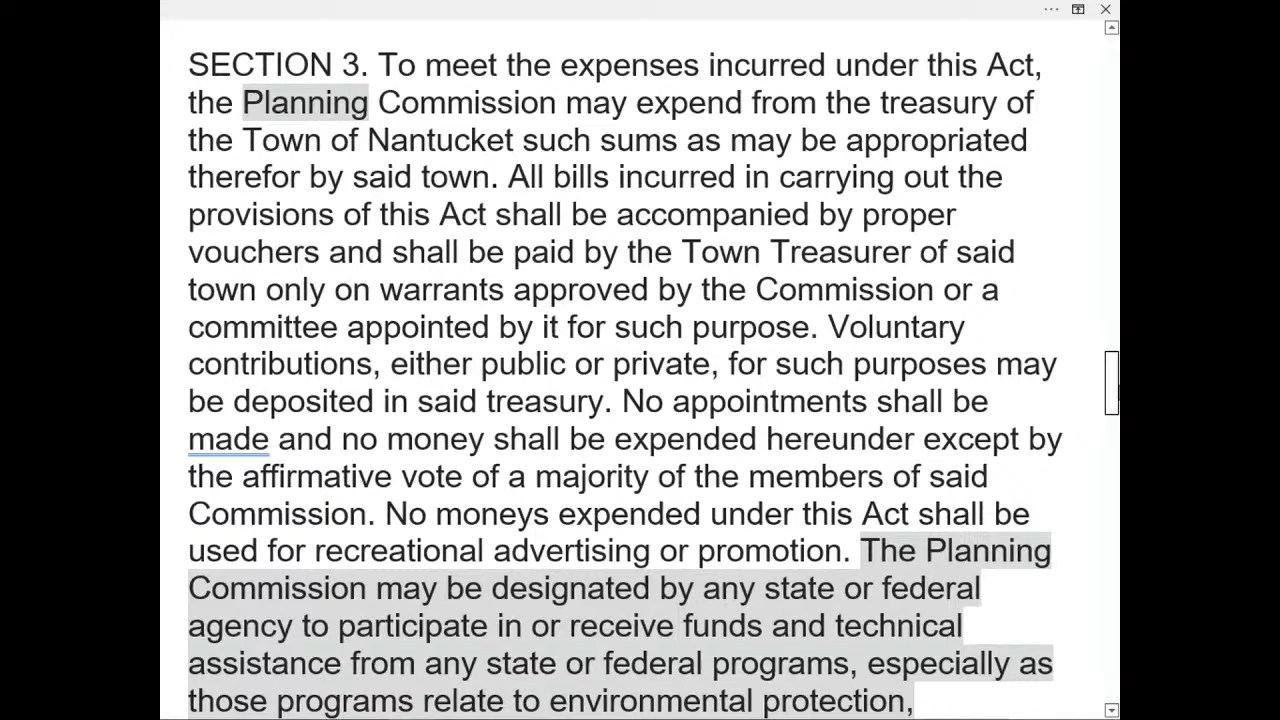 SECTION 3. To meet the expenses incurred under this Act,
the Planning Commission may expend from the treasury of
the Town of Nantucket such sums as may be appropriated
therefor by said town. All bills incurred in carrying out the
provisions of this Act shall be accompanied by proper
vouchers and shall be paid by the Town Treasurer of said
town only on warrants approved by the Commission or a
committee appointed by it for such purpose. Voluntary
contributions, either public or private, for such purposes may
be deposited in said treasury. No appointments shall be
made and no money shall be expended hereunder except by
the affirmative vote of a majority of the members of said
Commission. No moneys expended under this Act shall be
used for recreational advertising or promotion. The Planning
Commission may be designated by any state or federal
agency to participate in or receive funds and technical
assistance from any state or federal programs, especially as
those programs relate to environmental protection,